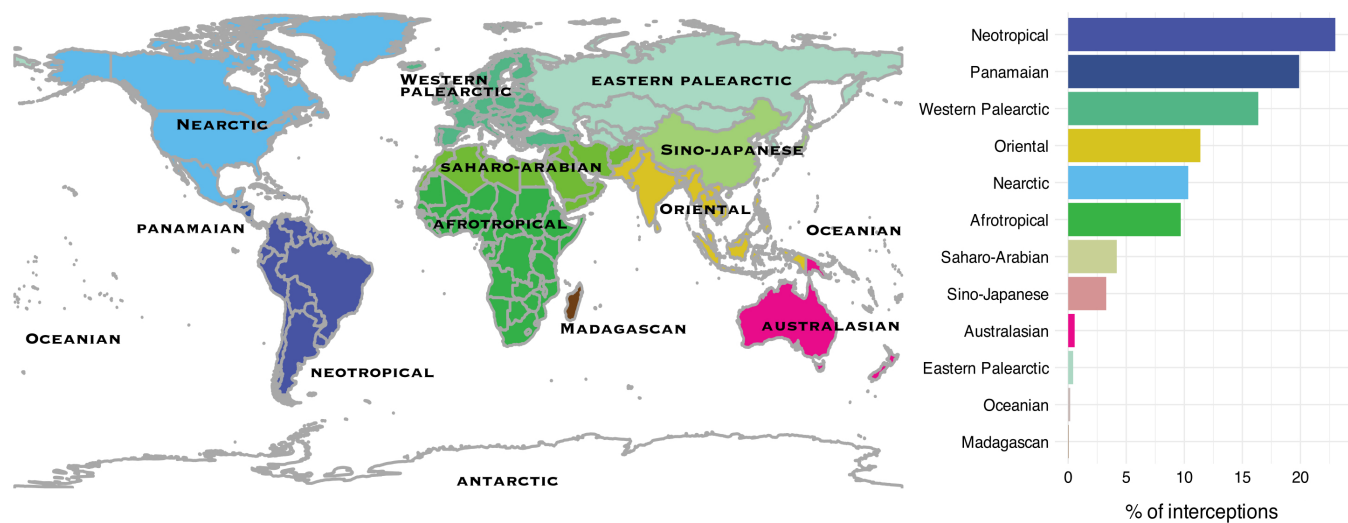 WESTERN
PALEARCTIC
EASTERN PALEARCTIC
NEARCTIC
SINO-JAPANESE
SAHARO-ARABIAN
ORIENTAL
PANAMAIAN
AFROTROPICAL
OCEANIAN
OCEANIAN
MADAGASCAN
AUSTRALASIAN
NEOTROPICAL
ANTARCTIC
Neotropical
Panamaian
Western Palearctic
Oriental
Nearctic
Afrotropical
Saharo-Arabian
Sino-Japanese
Australasian
Eastern Palearctic
Oceanian
Madagascan
0 5 10 15 20
% of interceptions